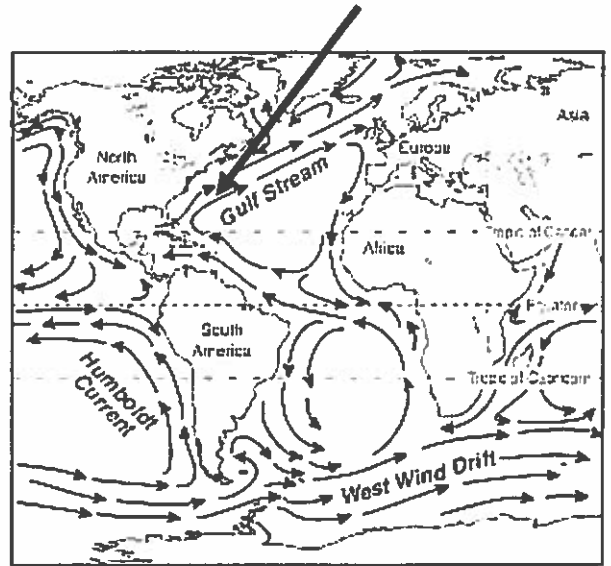 North
America
Europa
Asia
Gulf Stream
Africa
Tropic of Cancer
Equator
South
America
Humboldt
Current
Tropic of Capricorn
West Wind Drift